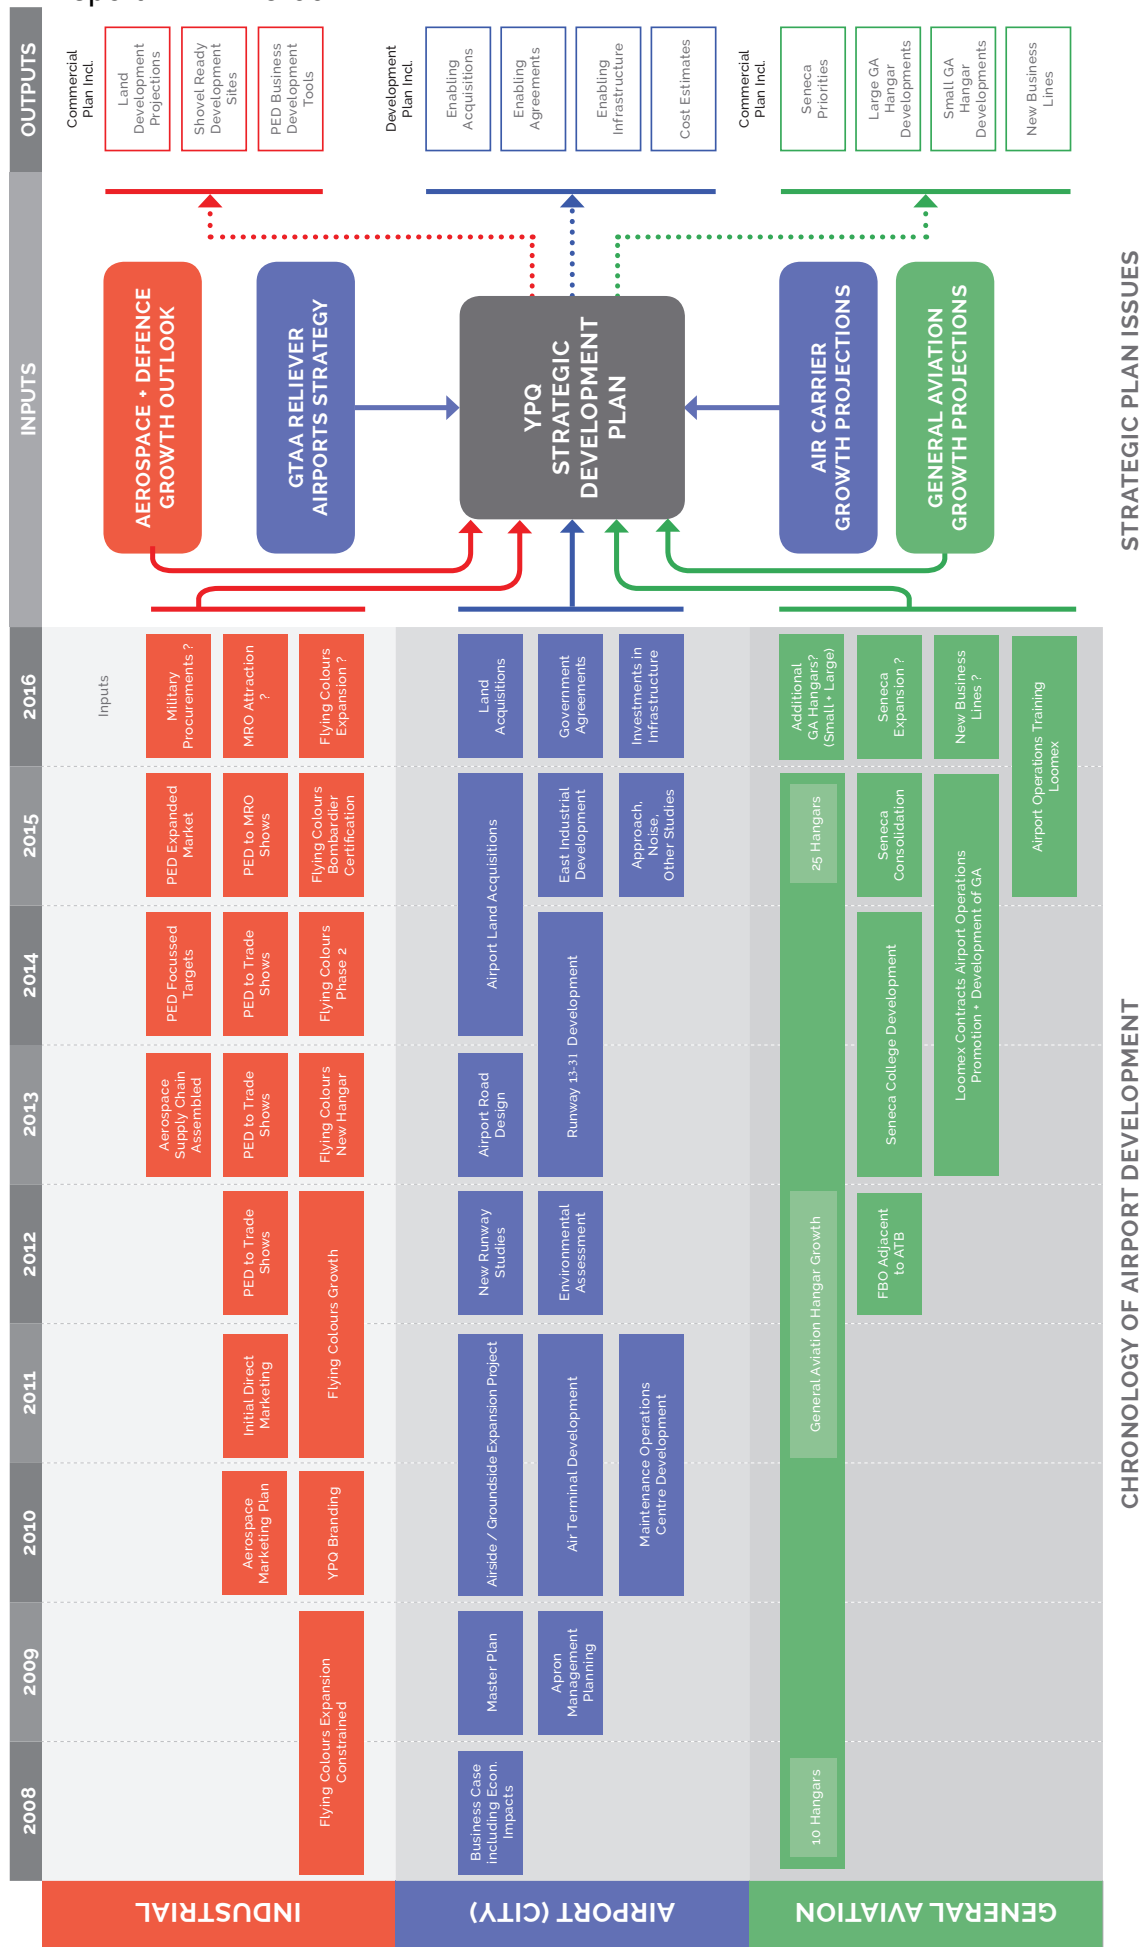 2008
2009
2010
2011
2012
2013
2014
2015
2016
INPUTS
OUTPUTS
INDUSTRIAL
Inputs
Aerospace
Supply Chain
Assembled
PED Focussed
Targets
PED Expanded
Market
Military
Procurements ?
Aerospace
Marketing Plan
Initial Direct
Marketing
PED to Trade
Shows
PED to Trade
Shows
PED to Trade
Shows
PED to MRO
Shows
MRO Attraction
?
Flying Colours Expansion
Constrained
YPQ Branding
Flying Colours Growth
Flying Colours
New Hangar
Flying Colours
Phase 2
Flying Colours
Bombardier
Certification
Flying Colours
Expansion ?
AIRPORT (CITY)
Business Case
including Econ.
Impacts
Master Plan
Airside / Groundside Expansion Project
New Runway
Studies
Airport Road
Design
Airport Land Acquisitions
Land
Acquisitions
Apron
Management
Planning
Air Terminal Development
Environmental
Assessment
Runway 13-31 Development
East Industrial
Development
Government
Agreements
Maintenance Operations
Centre Development
Approach,
Noise,
Other Studies
Investments in
Infrastructure
GENERAL AVIATION
10 Hangars
General Aviation Hangar Growth
25 Hangars
Additional
GA Hangars?
(Small + Large)
FBO Adjacent
to ATB
Seneca College Development
Seneca
Consolidation
Seneca
Expansion ?
Loomex Contracts Airport Operations
Promotion + Development of GA
New Business
Lines ?
Airport Operations Training
Loomex
AEROSPACE + DEFENCE
GROWTH OUTLOOK
GTAA RELIEVER
AIRPORTS STRATEGY
YPQ
STRATEGIC
DEVELOPMENT
PLAN
AIR CARRIER
GROWTH PROJECTIONS
GENERAL AVIATION
GROWTH PROJECTIONS
Commercial
Plan Incl.
Land
Development
Projections
Shovel Ready
Development
Sites
PED Business
Development
Tools
Development
Plan Incl.
Enabling
Acquisitions
Enabling
Agreements
Enabling
Infrastructure
Cost Estimates
Commercial
Plan Incl.
Seneca
Priorities
Large GA
Hangar
Developments
Small GA
Hangar
Developments
New Business
Lines
CHRONOLOGY OF AIRPORT DEVELOPMENT
STRATEGIC PLAN ISSUES